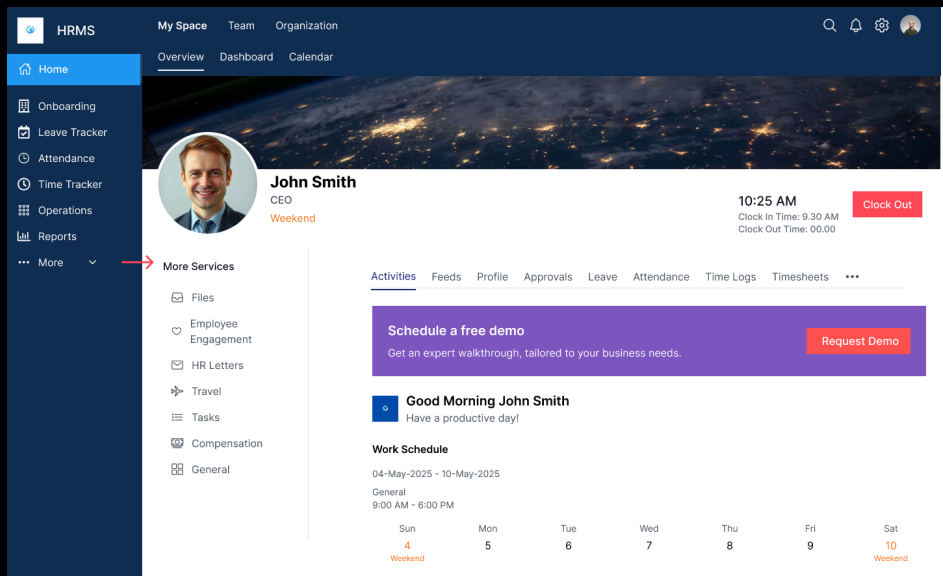 HRMS
My Space Team Organization
Overview Dashboard Calendar
Home
Onboarding
Leave Tracker
Attendance
Time Tracker
Operations
Reports
More
John Smith
CEO
Weekend
10:25 AM
Clock In Time: 9.30 AM
Clock Out Time: 00.00
Clock Out
More Services
Files
Employee
Engagement
HR Letters
Travel
Tasks
Compensation
General
Activities Feeds Profile Approvals Leave Attendance Time Logs Timesheets
Schedule a free demo
Get an expert walkthrough, tailored to your business needs.
Request Demo
Good Morning John Smith
Have a productive day!
Work Schedule
04-May-2025 - 10-May-2025
General
9:00 AM - 6:00 PM
Sun Mon Tue Wed Thu Fri Sat
4 5 6 7 8 9 10
Weekend Weekend